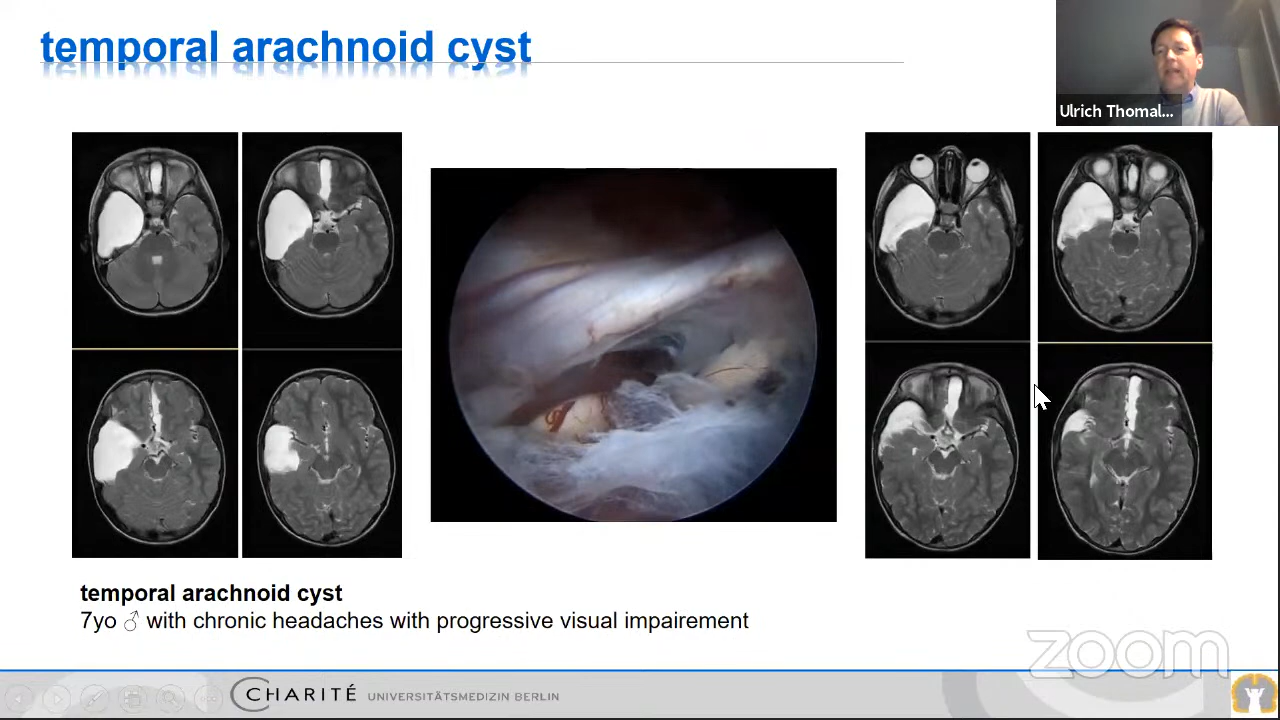 temporal arachnoid cyst
Ulrich Thomal...
temporal arachnoid cyst
7yo ♂ with chronic headaches with progressive visual impairement
zoom
CHARITÉ UNIVERSITÄTSMEDIZIN BERLIN